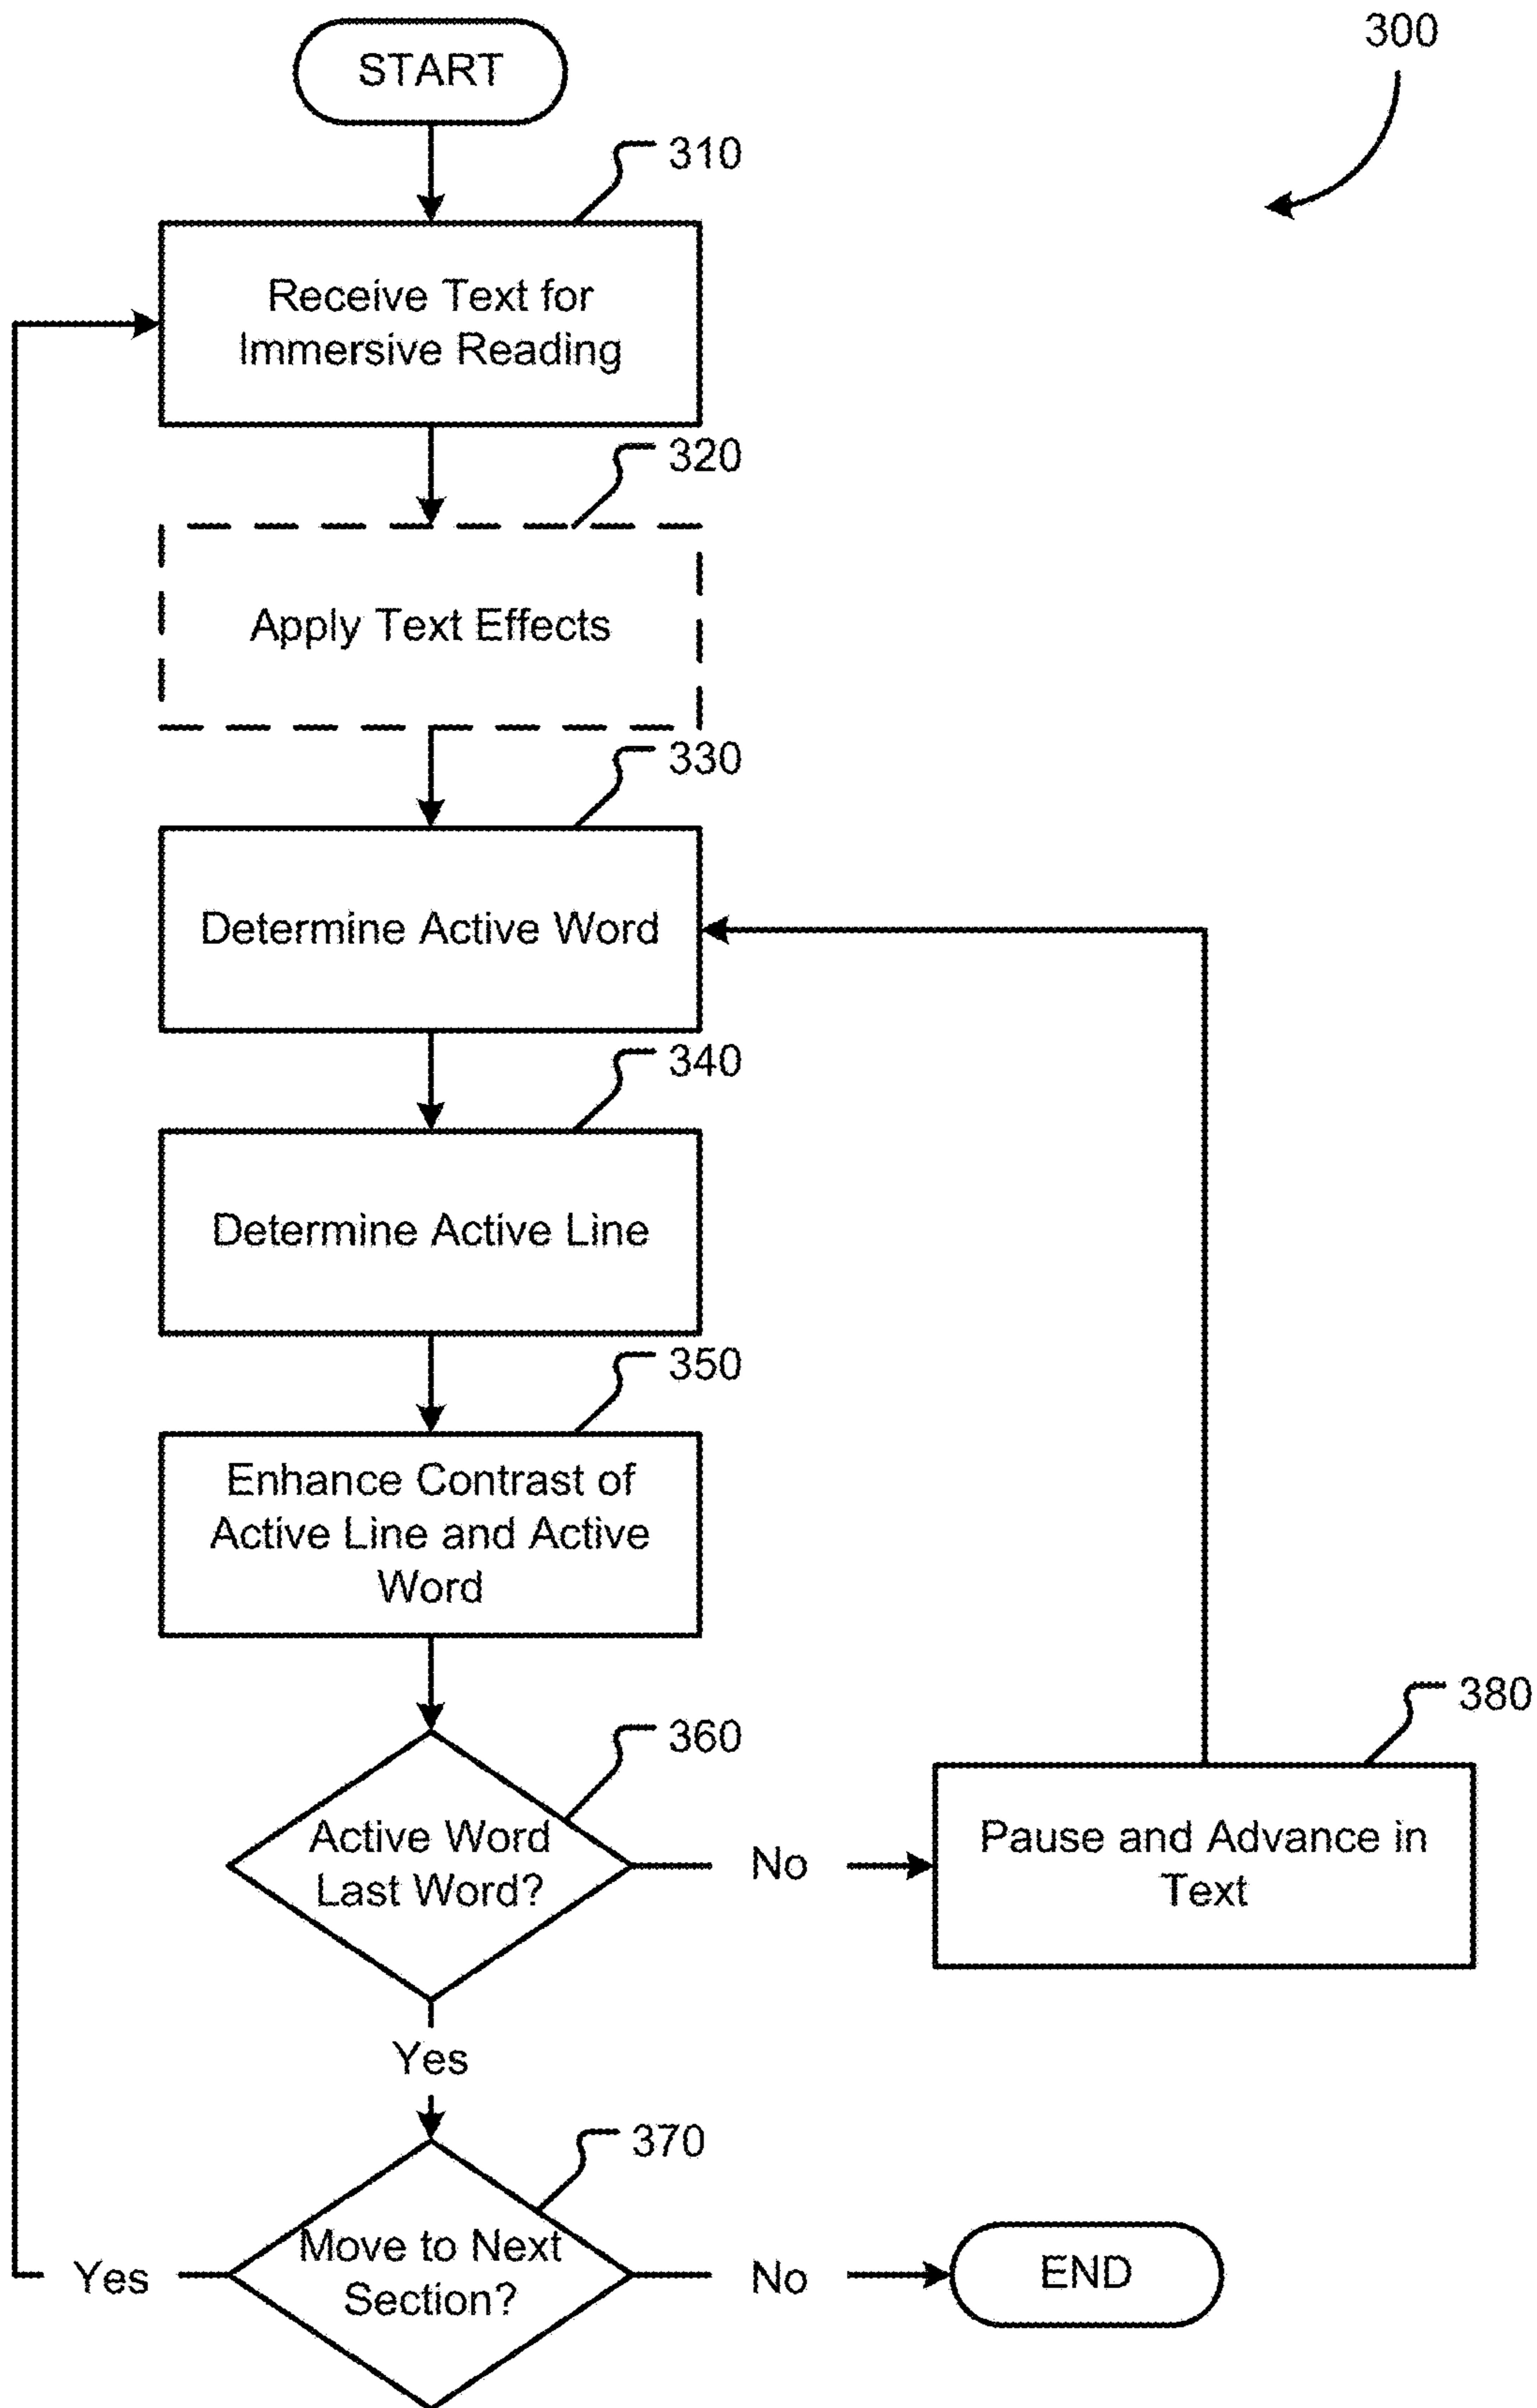 START
300
310
Receive Text for
Immersive Reading
320
Apply Text Effects
330
Determine Active Word
340
Determine Active Line
350
Enhance Contrast of
Active Line and Active
Word
360
Active Word
Last Word?
No
380
Pause and Advance in
Text
Yes
370
Move to Next
Section?
Yes
No
END